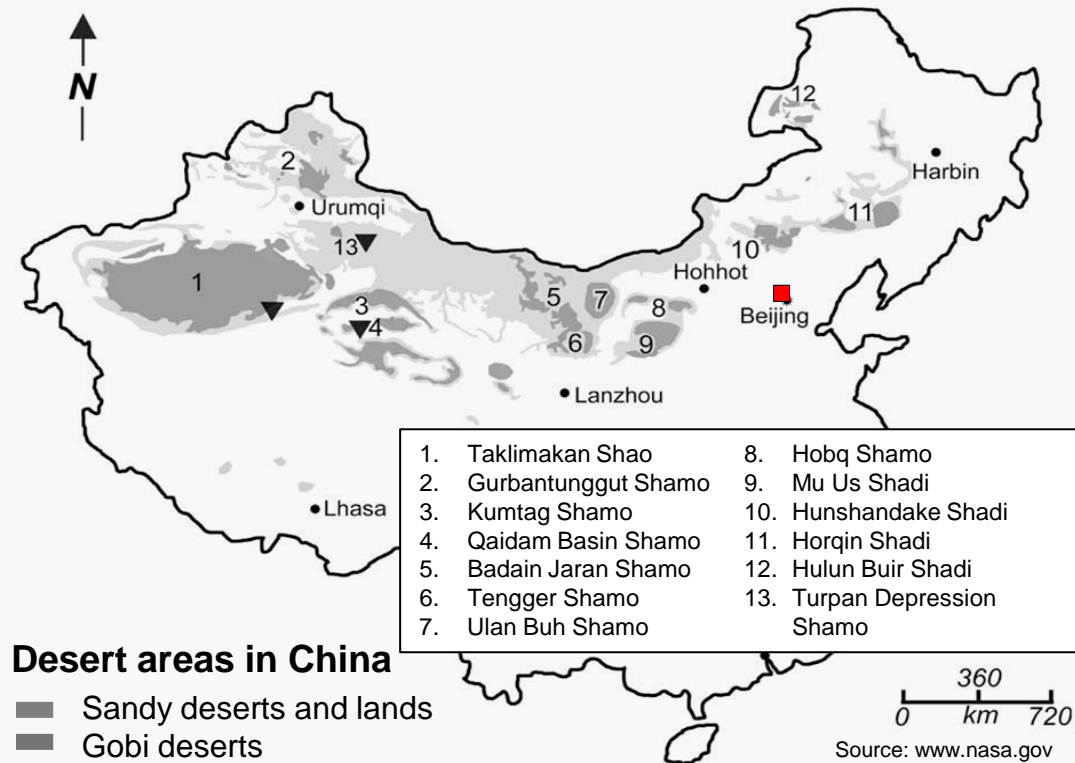 N
12
2
Harbin
Urumqi
11
13
10
Hohhot
1
5
7
3
8
Beijing
4
6
9
Lanzhou
Lhasa
1. Taklimakan Shao
2. Gurbantunggut Shamo
3. Kumtag Shamo
4. Qaidam Basin Shamo
5. Badain Jaran Shamo
6. Tengger Shamo
7. Ulan Buh Shamo
8. Hobq Shamo
9. Mu Us Shadi
10. Hunshandake Shadi
11. Horqin Shadi
12. Hulun Buir Shadi
13. Turpan Depression
Shamo
Desert areas in China
Sandy deserts and lands
Gobi deserts
360
0 km 720
Source: www.nasa.gov